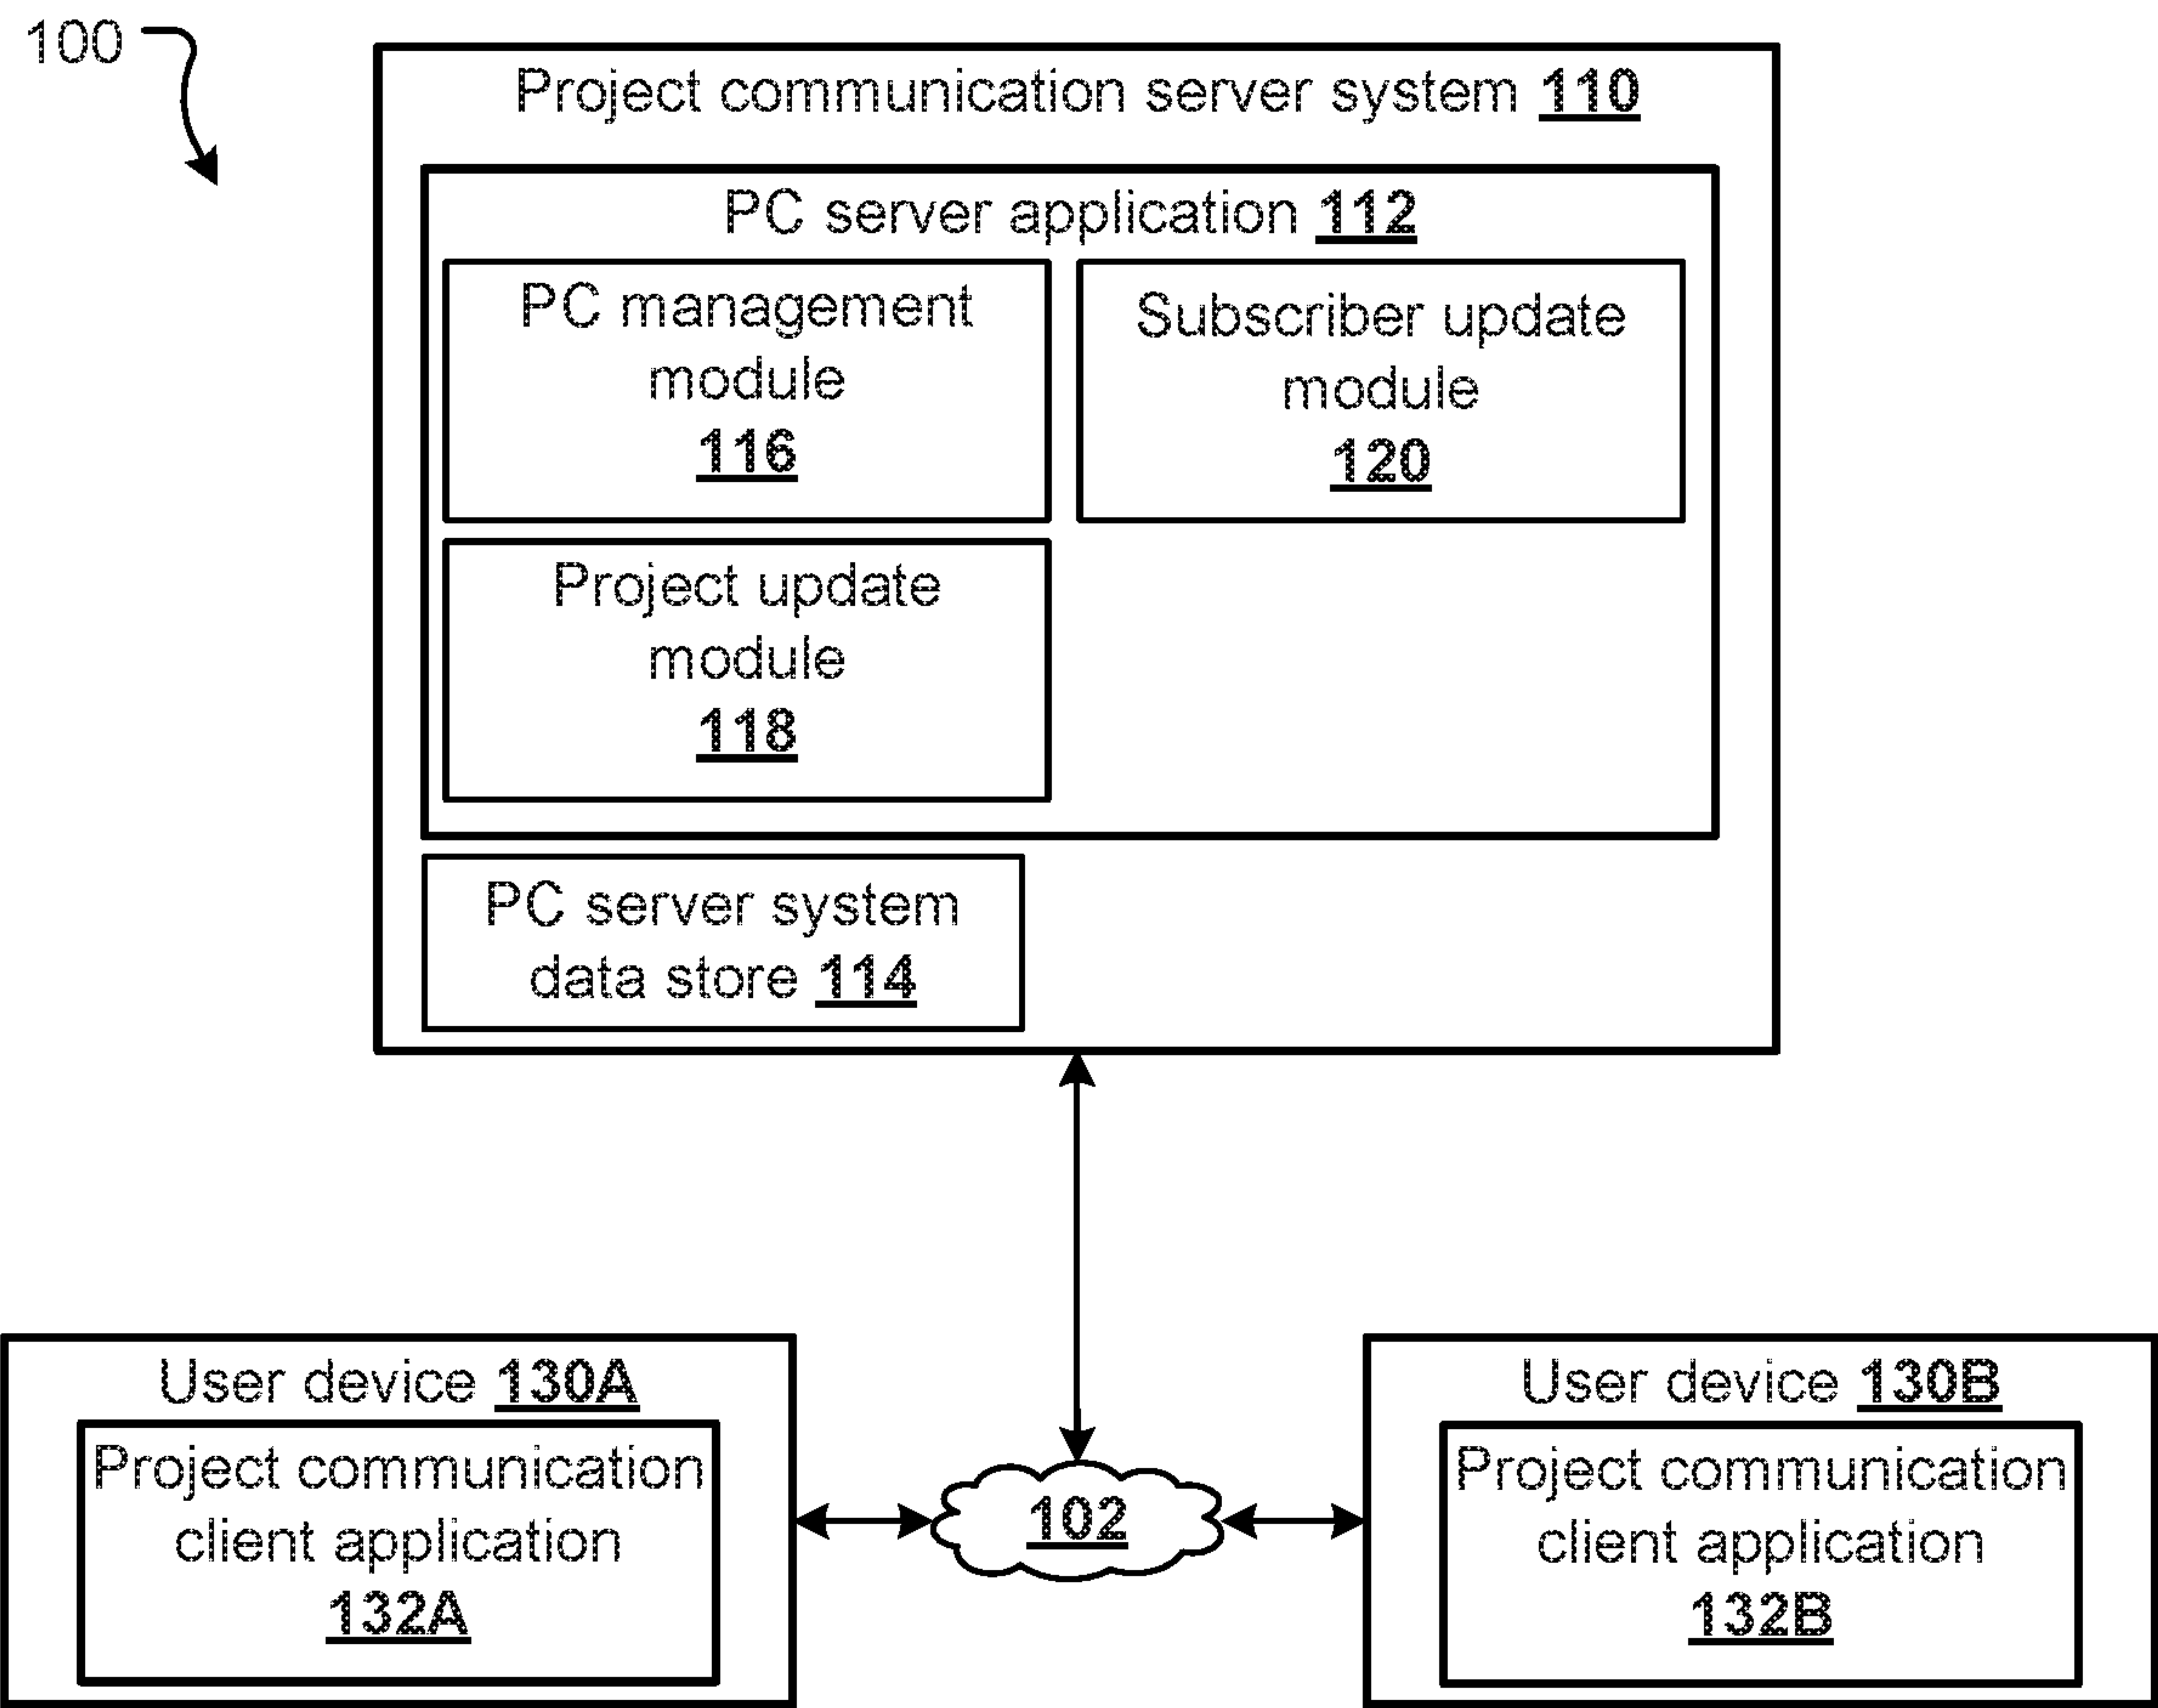 100
Project communication server system 110
PC server application 112
PC management
module
116
Subscriber update
module
120
Project update
module
118
PC server system
data store 114
User device 130A
Project communication
client application
132A
102
User device 130B
Project communication
client application
132B